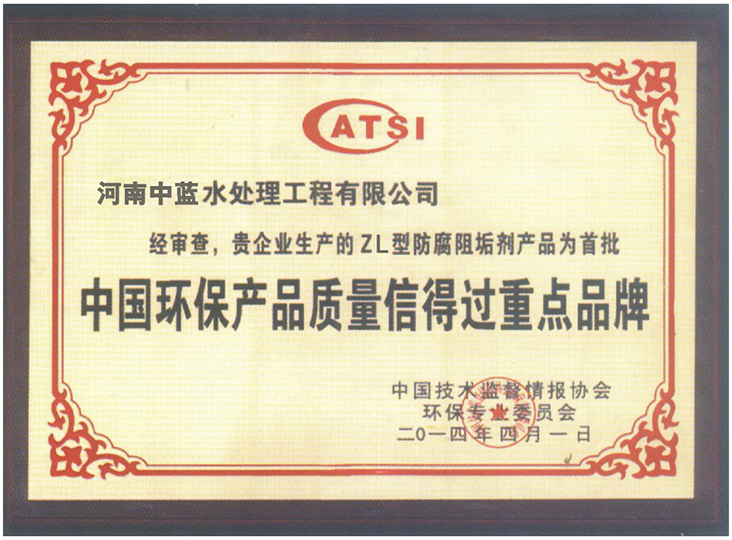 CATSI
河南中蓝水处理工程有限公司
经审查，贵企业生产的ZL型防腐阻垢剂产品为首批
中国环保产品质量信得过重点品牌
中国技术监督情报协会
环保专业委员会
二0一四年四月一日